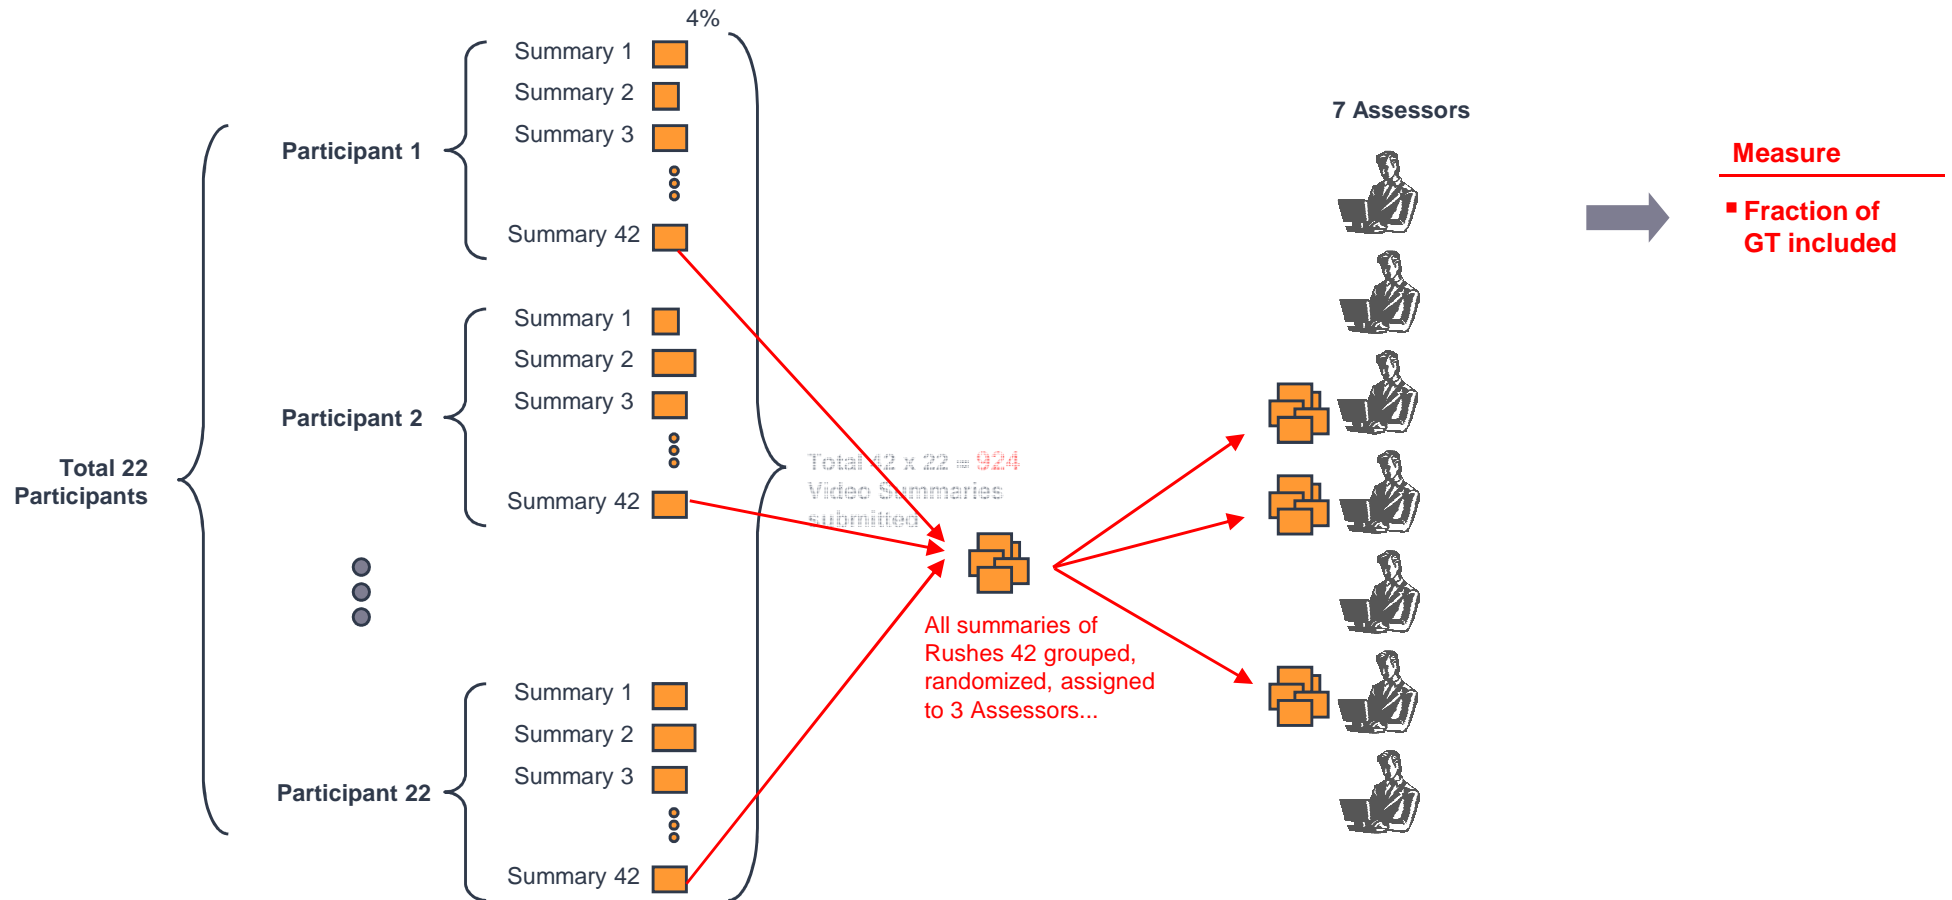 4%
Summary 1
Summary 2
Summary 3
Summary 42
Participant 1
Summary 1
Summary 2
Summary 3
Summary 42
Participant 2
Total 22
Participants
Summary 1
Summary 2
Summary 3
Summary 42
Participant 22
Total 42 x 22 = 924
Video Summaries
submitted
All summaries of
Rushes 42 grouped,
randomized, assigned
to 3 Assessors...
7 Assessors
Measure
▪ Fraction of
GT included